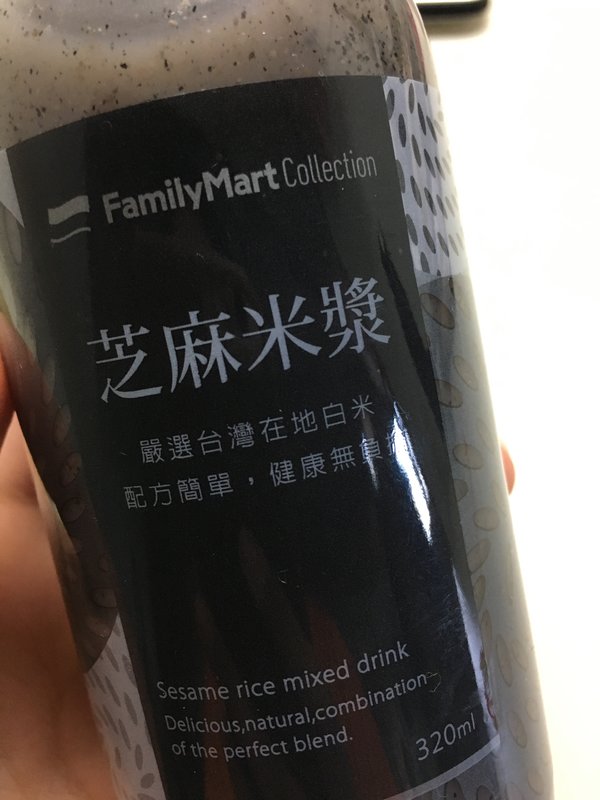 FamilyMart Collection
芝麻米漿
嚴選台灣在地白米
配方簡單，健康無負擔
Sesame rice mixed drink
Delicious,natural,combination
of the perfect blend.
320ml